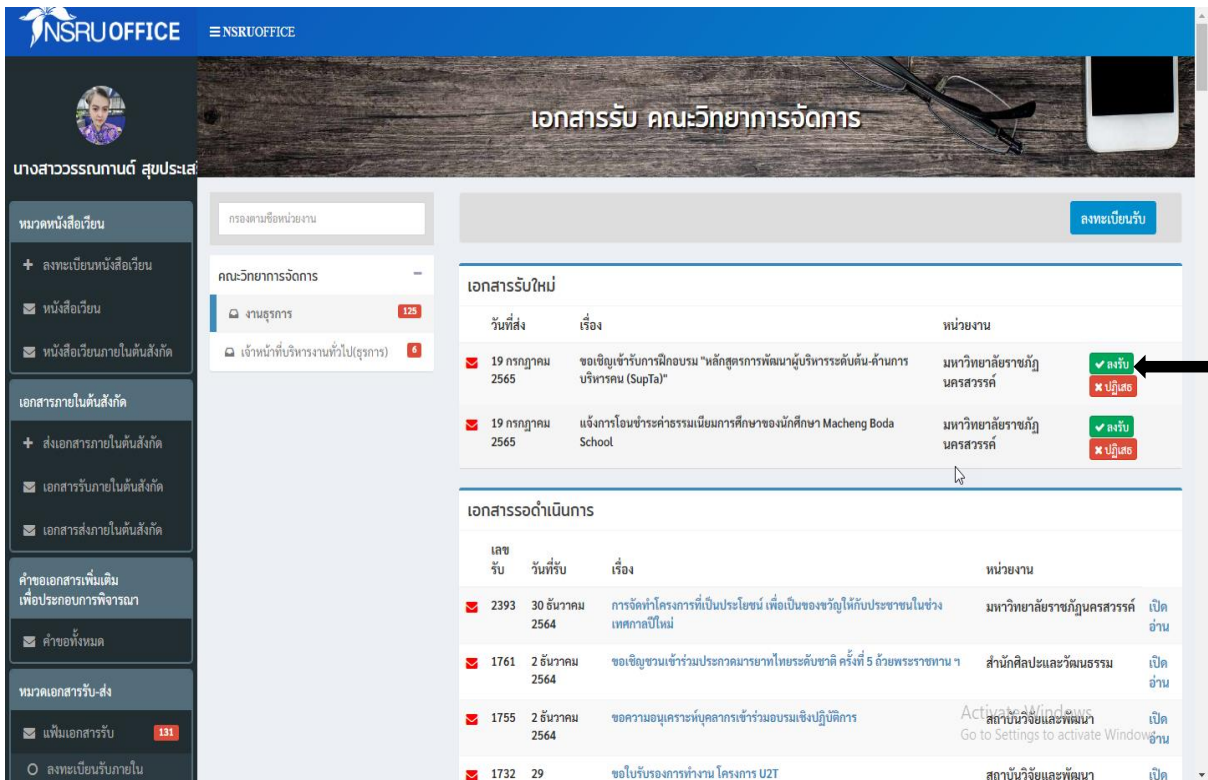 NSRU OFFICE
NSRUOFFICE
เอกสารรับ คณะวิทยาการจัดการ
นางสาววรรณกานต์ สุขประเส
หมวดหนังสือเวียน
ลงทะเบียนหนังสือเวียน
หนังสือเวียน
หนังสือเวียนภายในต้นสังกัด
เอกสารภายในต้นสังกัด
ส่งเอกสารภายในต้นสังกัด
เอกสารรับภายในต้นสังกัด
เอกสารส่งภายในต้นสังกัด
คำขอเอกสารเพิ่มเติม
เพื่อประกอบการพิจารณา
คำขอทั้งหมด
หมวดเอกสารรับ-ส่ง
แฟ้มเอกสารรับ 131
ลงทะเบียนรับภายใน
กรองตามชื่อหน่วยงาน
คณะวิทยาการจัดการ
งานธุรการ 125
เจ้าหน้าที่บริหารงานทั่วไป(ธุรการ) 6
ลงทะเบียนรับ
เอกสารรับใหม่
วันที่ส่ง เรื่อง หน่วยงาน
19 กรกฎาคม ขอเชิญเข้ารับการฝึกอบรม "หลักสูตรการพัฒนาผู้บริหารระดับต้น-ด้านการ มหาวิทยาลัยราชภัฏ ลงรับ
2565 บริหารคน (SupTa)" นครสวรรค์ ปฏิเสธ
19 กรกฎาคม แจ้งการโอนชำระค่าธรรมเนียมการศึกษาของนักศึกษา Macheng Boda มหาวิทยาลัยราชภัฏ ลงรับ
2565 School นครสวรรค์ ปฏิเสธ
เอกสารรอดำเนินการ
เลข
รับ วันที่รับ เรื่อง หน่วยงาน
2393 30 ธันวาคม การจัดทำโครงการที่เป็นประโยชน์ เพื่อเป็นของขวัญให้กับประชาชนในช่วง มหาวิทยาลัยราชภัฏนครสวรรค์ เปิด
2564 เทศกาลปีใหม่ อ่าน
1761 2 ธันวาคม ขอเชิญชวนเข้าร่วมประกวดมารยาทไทยระดับชาติ ครั้งที่ 5 ถ้วยพระราชทาน ฯ สำนักศิลปะและวัฒนธรรม เปิด
2564 อ่าน
1755 2 ธันวาคม ขอความอนุเคราะห์บุคลากรเข้าร่วมอบรมเชิงปฏิบัติการ สถาบันวิจัยและพัฒนา เปิด
2564 อ่าน
Activate Windows
Go to Settings to activate Windows.
1732 29 ขอใบรับรองการทำงาน โครงการ U2T สถาบันวิจัยและพัฒนา เปิด